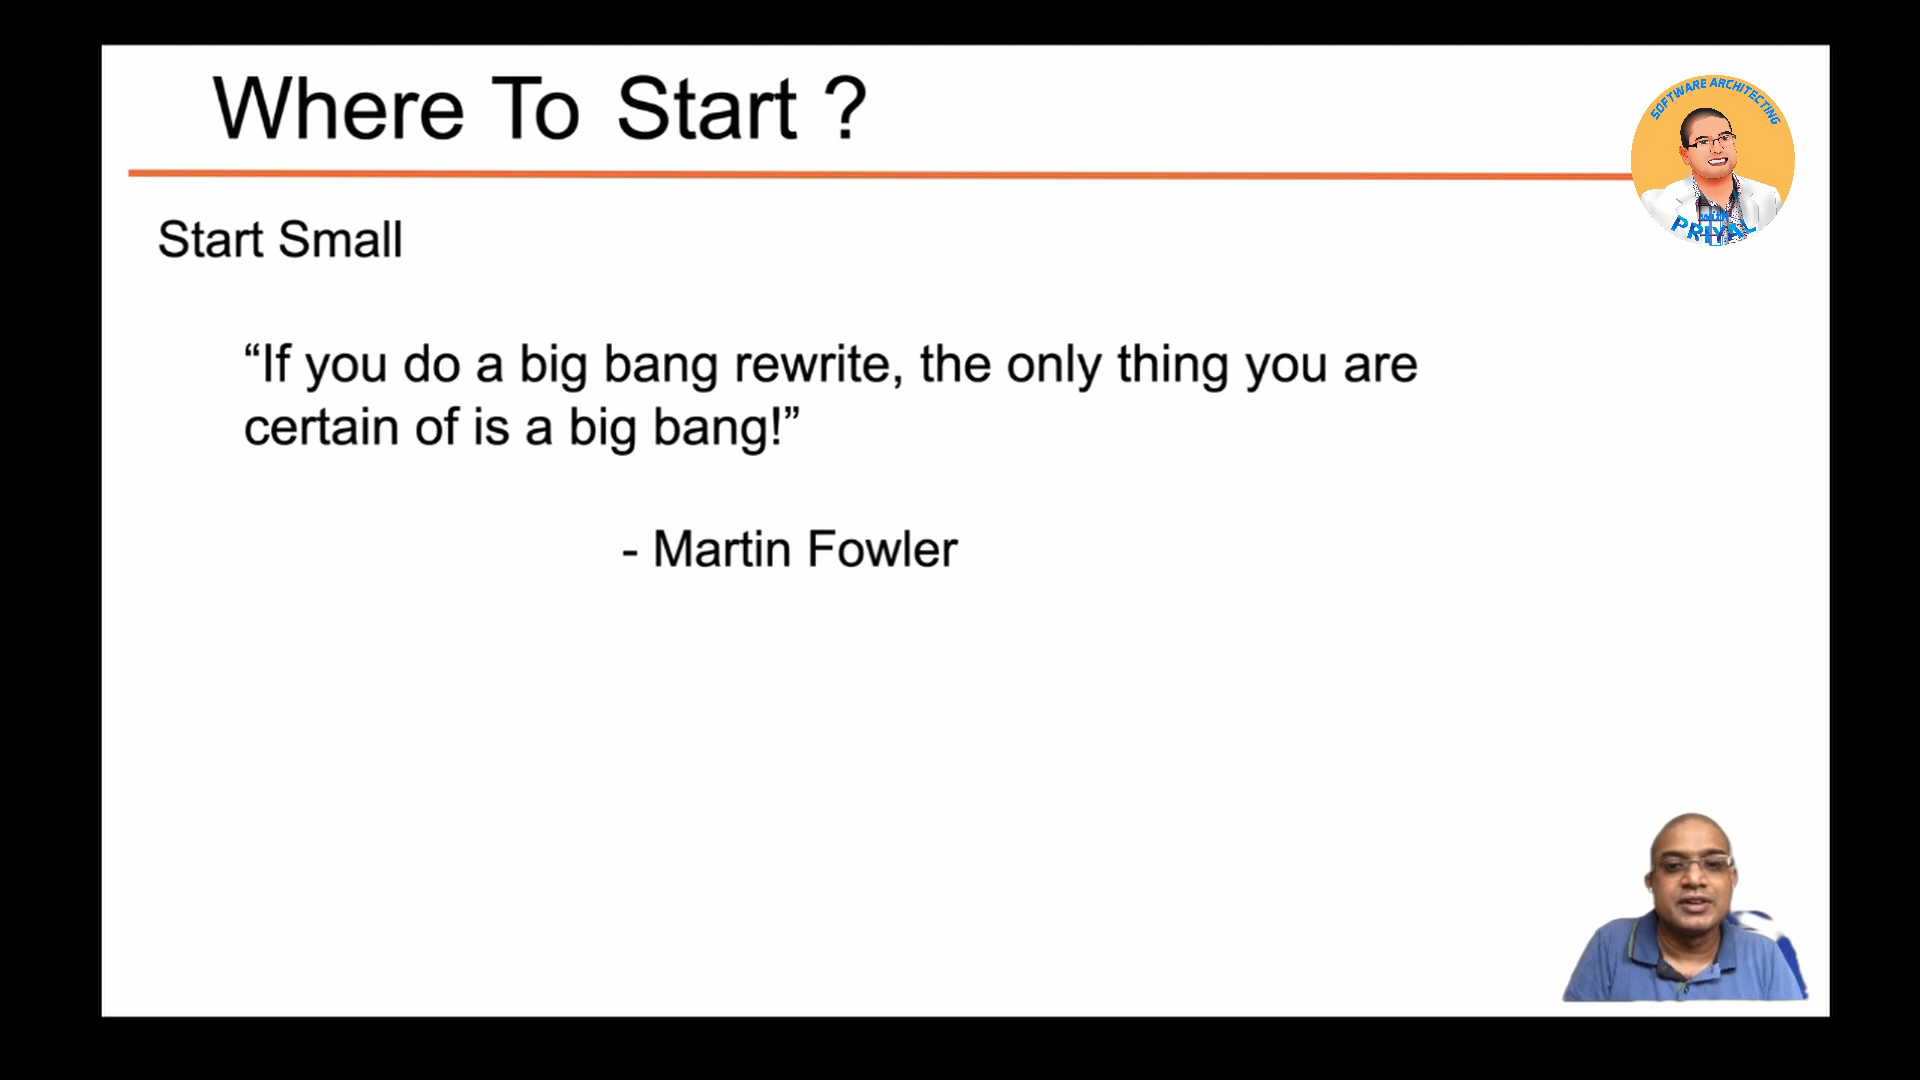 Where To Start ?
SOFTWARE ARCHITECTING
PRIYAL
Start Small
“If you do a big bang rewrite, the only thing you are
certain of is a big bang!”
- Martin Fowler